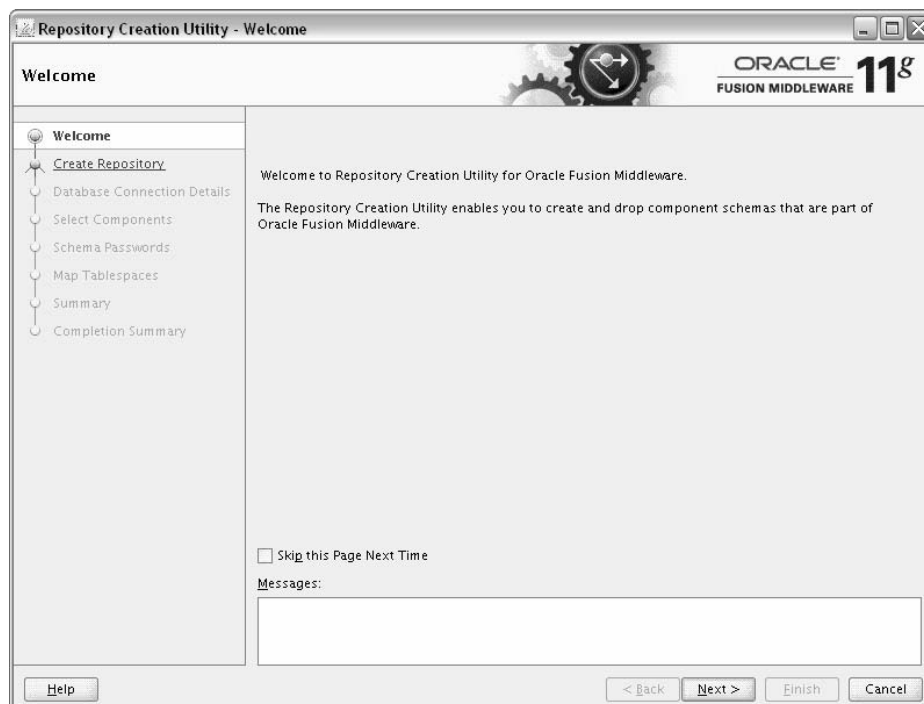 Repository Creation Utility - Welcome
Welcome
ORACLE
FUSION MIDDLEWARE
11g
Welcome
Create Repository
Database Connection Details
Select Components
Schema Passwords
Map Tablespaces
Summary
Completion Summary
Welcome to Repository Creation Utility for Oracle Fusion Middleware.
The Repository Creation Utility enables you to create and drop component schemas that are part of
Oracle Fusion Middleware.
Skip this Page Next Time
Messages:
Help
< Back
Next >
Finish
Cancel